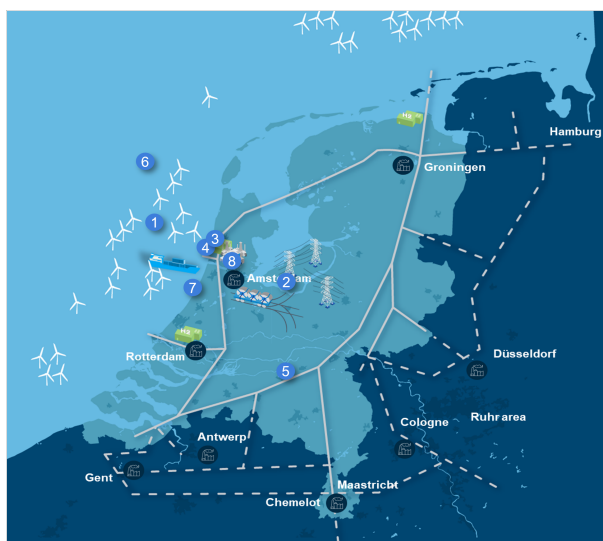 H2
Hamburg
Groningen
6
1
3
4
8
Amsterdam
2
7
H2
Rotterdam
Düsseldorf
5
Ruhr area
Cologne
Antwerp
Gent
Maastricht
Chemelot